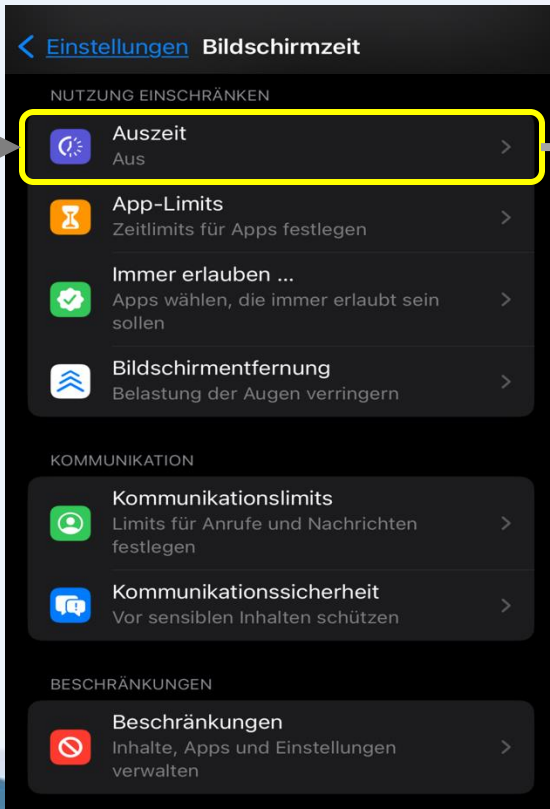 Einstellungen Bildschirmzeit
NUTZUNG EINSCHRÄNKEN
Auszeit
Aus
App-Limits
Zeitlimits für Apps festlegen
Immer erlauben ...
Apps wählen, die immer erlaubt sein
sollen
Bildschirmentfernung
Belastung der Augen verringern
KOMMUNIKATION
Kommunikationslimits
Limits für Anrufe und Nachrichten
festlegen
Kommunikationssicherheit
Vor sensiblen Inhalten schützen
BESCHRÄNKUNGEN
Beschränkungen
Inhalte, Apps und Einstellungen
verwalten